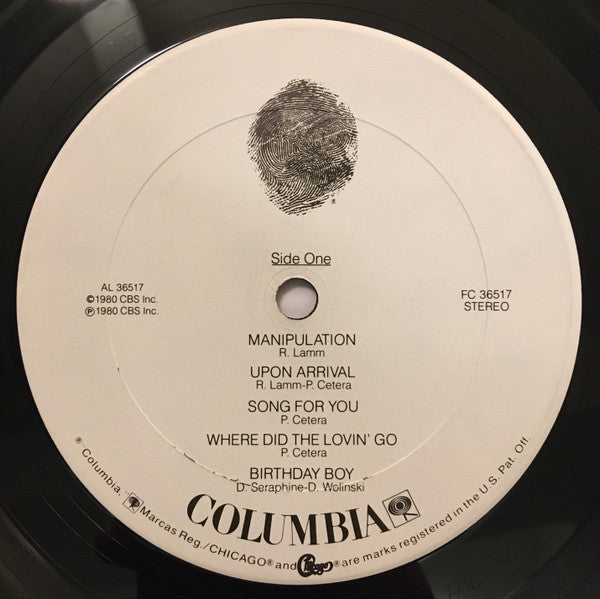 ®
Side One
AL 36517
©1980 CBS Inc.
℗1980 CBS Inc.
FC 36517
STEREO
MANIPULATION
R. Lamm
UPON ARRIVAL
R. Lamm-P. Cetera
SONG FOR YOU
P. Cetera
WHERE DID THE LOVIN' GO
P. Cetera
BIRTHDAY BOY
D. Seraphine-D. Wolinski
COLUMBIA
® "Columbia," Marcas Reg./CHICAGO® and Chicago® are marks registered in the U.S. Pat. Off.